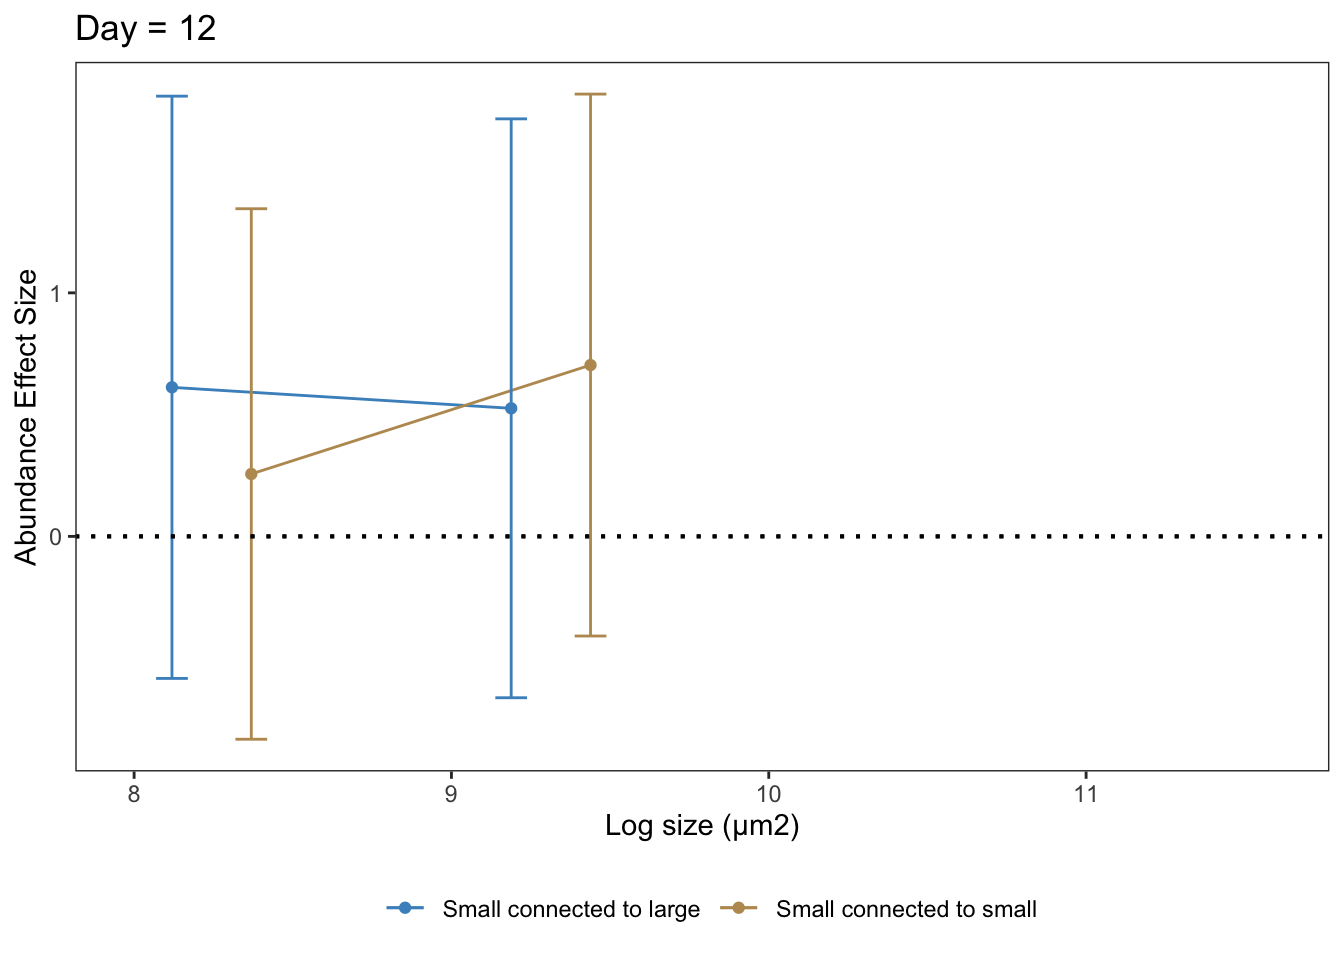 Day = 12
Abundance Effect Size
1
0
8 9 10 11
Log size (μm2)
Small connected to large Small connected to small